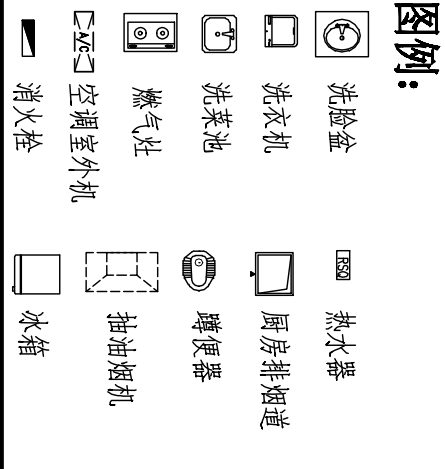 图例:
洗脸盆
热水器
洗衣机
厨房排烟道
洗菜池
蹲便器
燃气灶
抽油烟机
空调室外机
冰箱
消火栓
RSQ
A/C